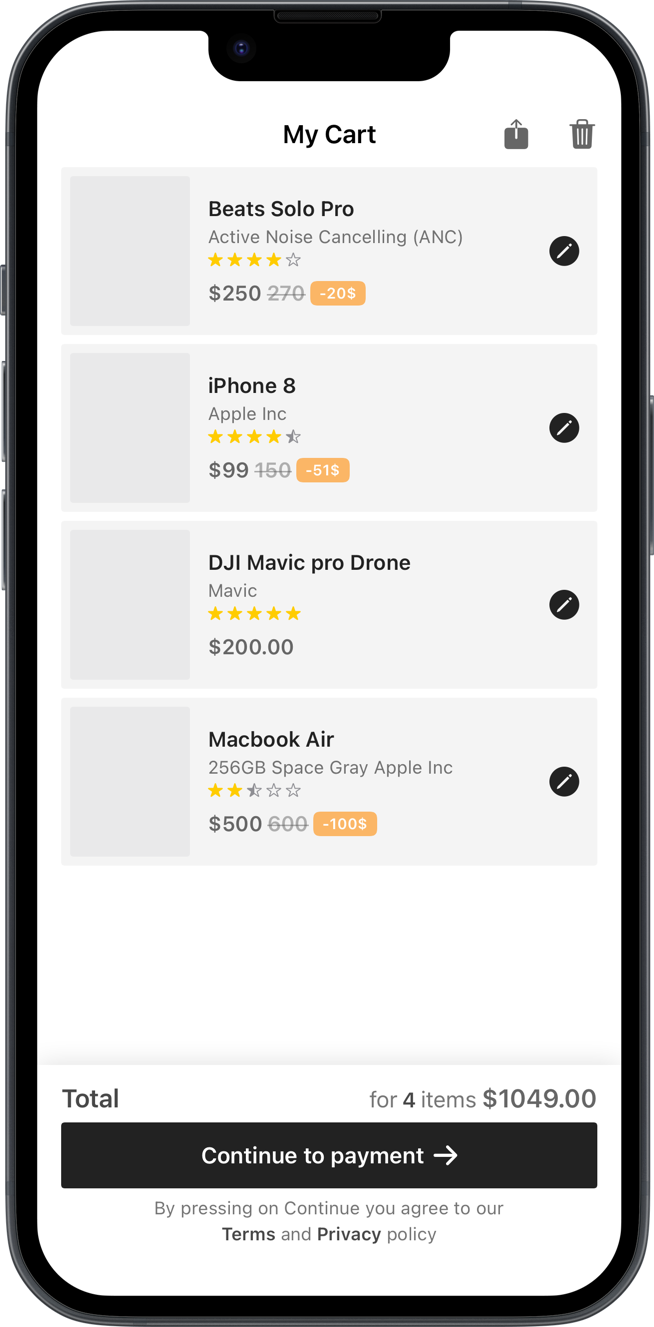 My Cart
Beats Solo Pro
Active Noise Cancelling (ANC)
$250 270 -20$
iPhone 8
Apple Inc
$99 150 -51$
DJI Mavic pro Drone
Mavic
$200.00
Macbook Air
256GB Space Gray Apple Inc
$500 600 -100$
Total for 4 items $1049.00
Continue to payment →
By pressing on Continue you agree to our
Terms and Privacy policy